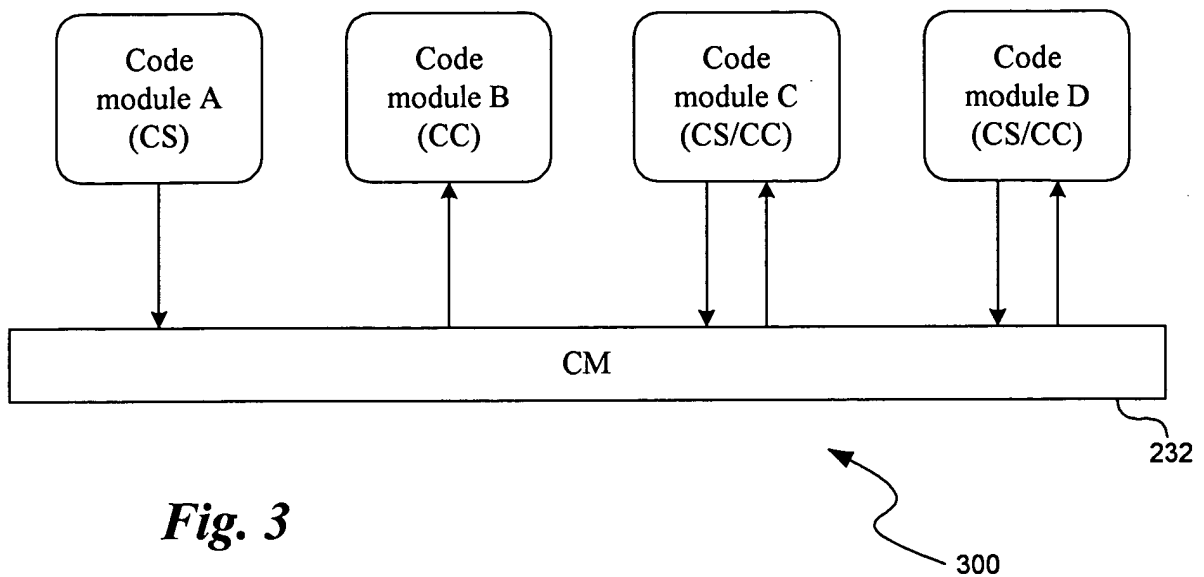 Code
module A
(CS)
Code
module B
(CC)
Code
module C
(CS/CC)
Code
module D
(CS/CC)
CM
232
Fig. 3
300